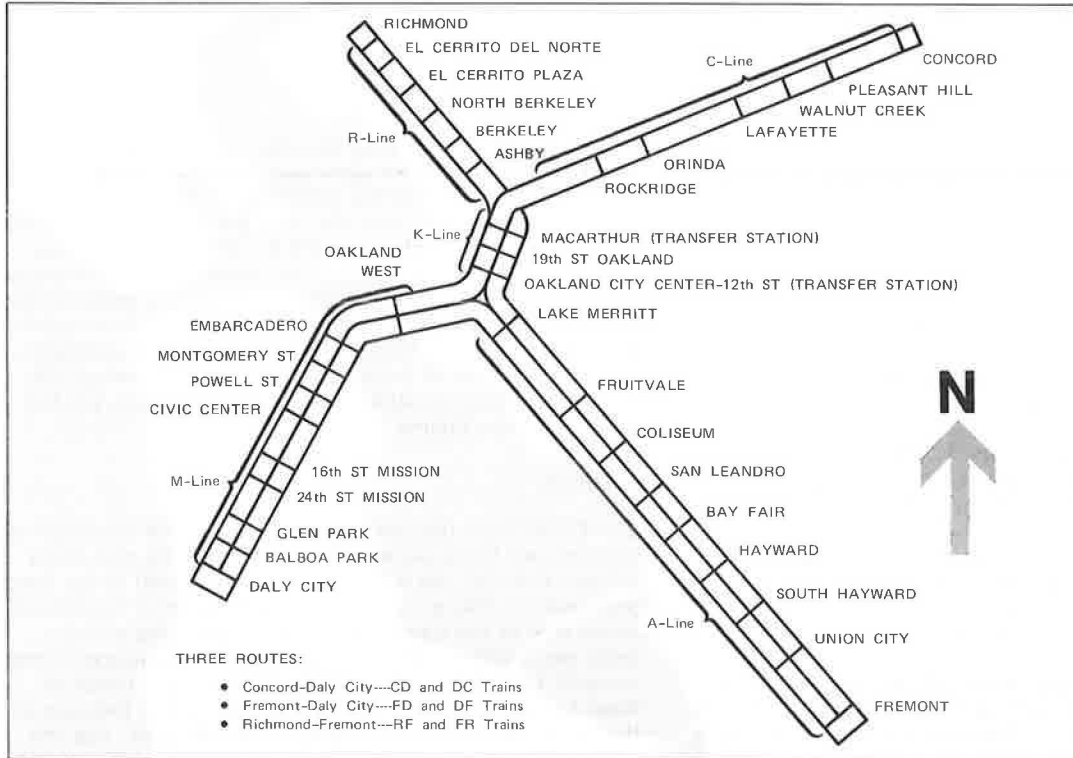 RICHMOND
EL CERRITO DEL NORTE
EL CERRITO PLAZA
NORTH BERKELEY
BERKELEY
ASHBY
R-Line
C-Line
CONCORD
PLEASANT HILL
WALNUT CREEK
LAFAYETTE
ORINDA
ROCKRIDGE
K-Line
MACARTHUR (TRANSFER STATION)
19th ST OAKLAND
OAKLAND CITY CENTER-12th ST (TRANSFER STATION)
LAKE MERRITT
OAKLAND
WEST
EMBARCADERO
MONTGOMERY ST
POWELL ST
CIVIC CENTER
M-Line
16th ST MISSION
24th ST MISSION
GLEN PARK
BALBOA PARK
DALY CITY
FRUITVALE
COLISEUM
SAN LEANDRO
BAY FAIR
HAYWARD
SOUTH HAYWARD
UNION CITY
FREMONT
A-Line
N
THREE ROUTES:
• Concord-Daly City----CD and DC Trains
• Fremont-Daly City----FD and DF Trains
• Richmond-Fremont---RF and FR Trains